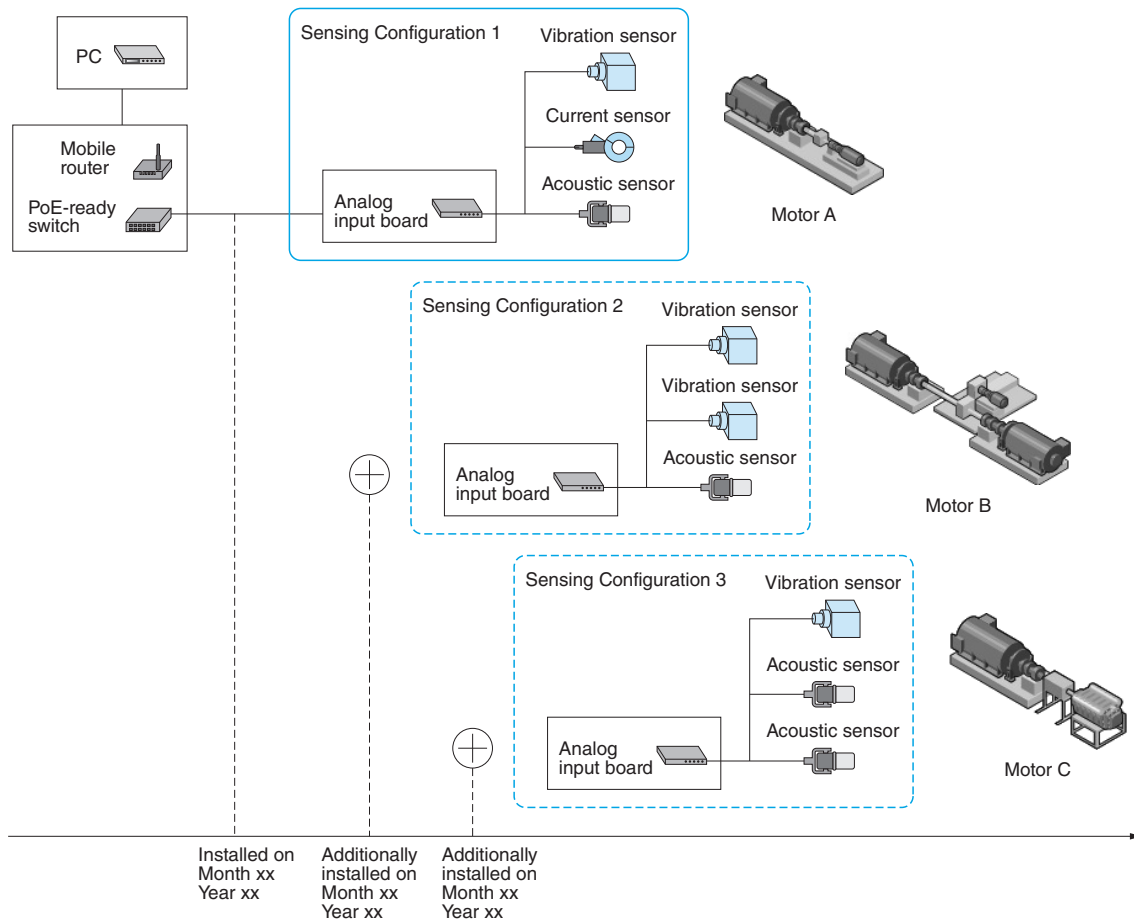 PC
Mobile
router
PoE-ready
switch
Sensing Configuration 1
Vibration sensor
Current sensor
Acoustic sensor
Analog
input board
Motor A
Sensing Configuration 2
Vibration sensor
Vibration sensor
Acoustic sensor
Analog
input board
Motor B
Sensing Configuration 3
Vibration sensor
Acoustic sensor
Acoustic sensor
Analog
input board
Motor C
Installed on
Month xx
Year xx
Additionally
installed on
Month xx
Year xx
Additionally
installed on
Month xx
Year xx